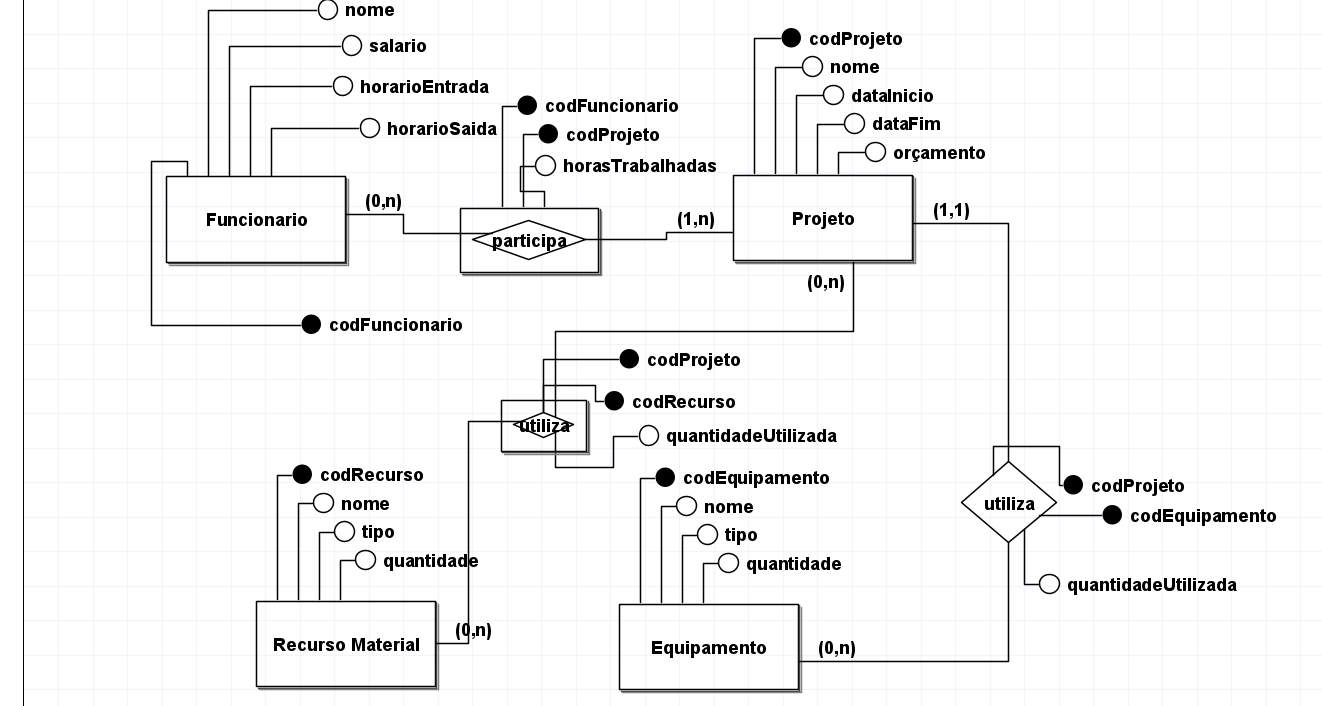 nome
salario
horarioEntrada
horarioSaida
Funcionario
(0,n)
codFuncionario
codFuncionario
codProjeto
horasTrabalhadas
participa
(1,n)
codProjeto
nome
dataInicio
dataFim
orçamento
Projeto
(1,1)
(0,n)
codProjeto
codRecurso
quantidadeUtilizada
utiliza
codRecurso
nome
tipo
quantidade
Recurso Material
(0,n)
codEquipamento
nome
tipo
quantidade
Equipamento
(0,n)
utiliza
codProjeto
codEquipamento
quantidadeUtilizada